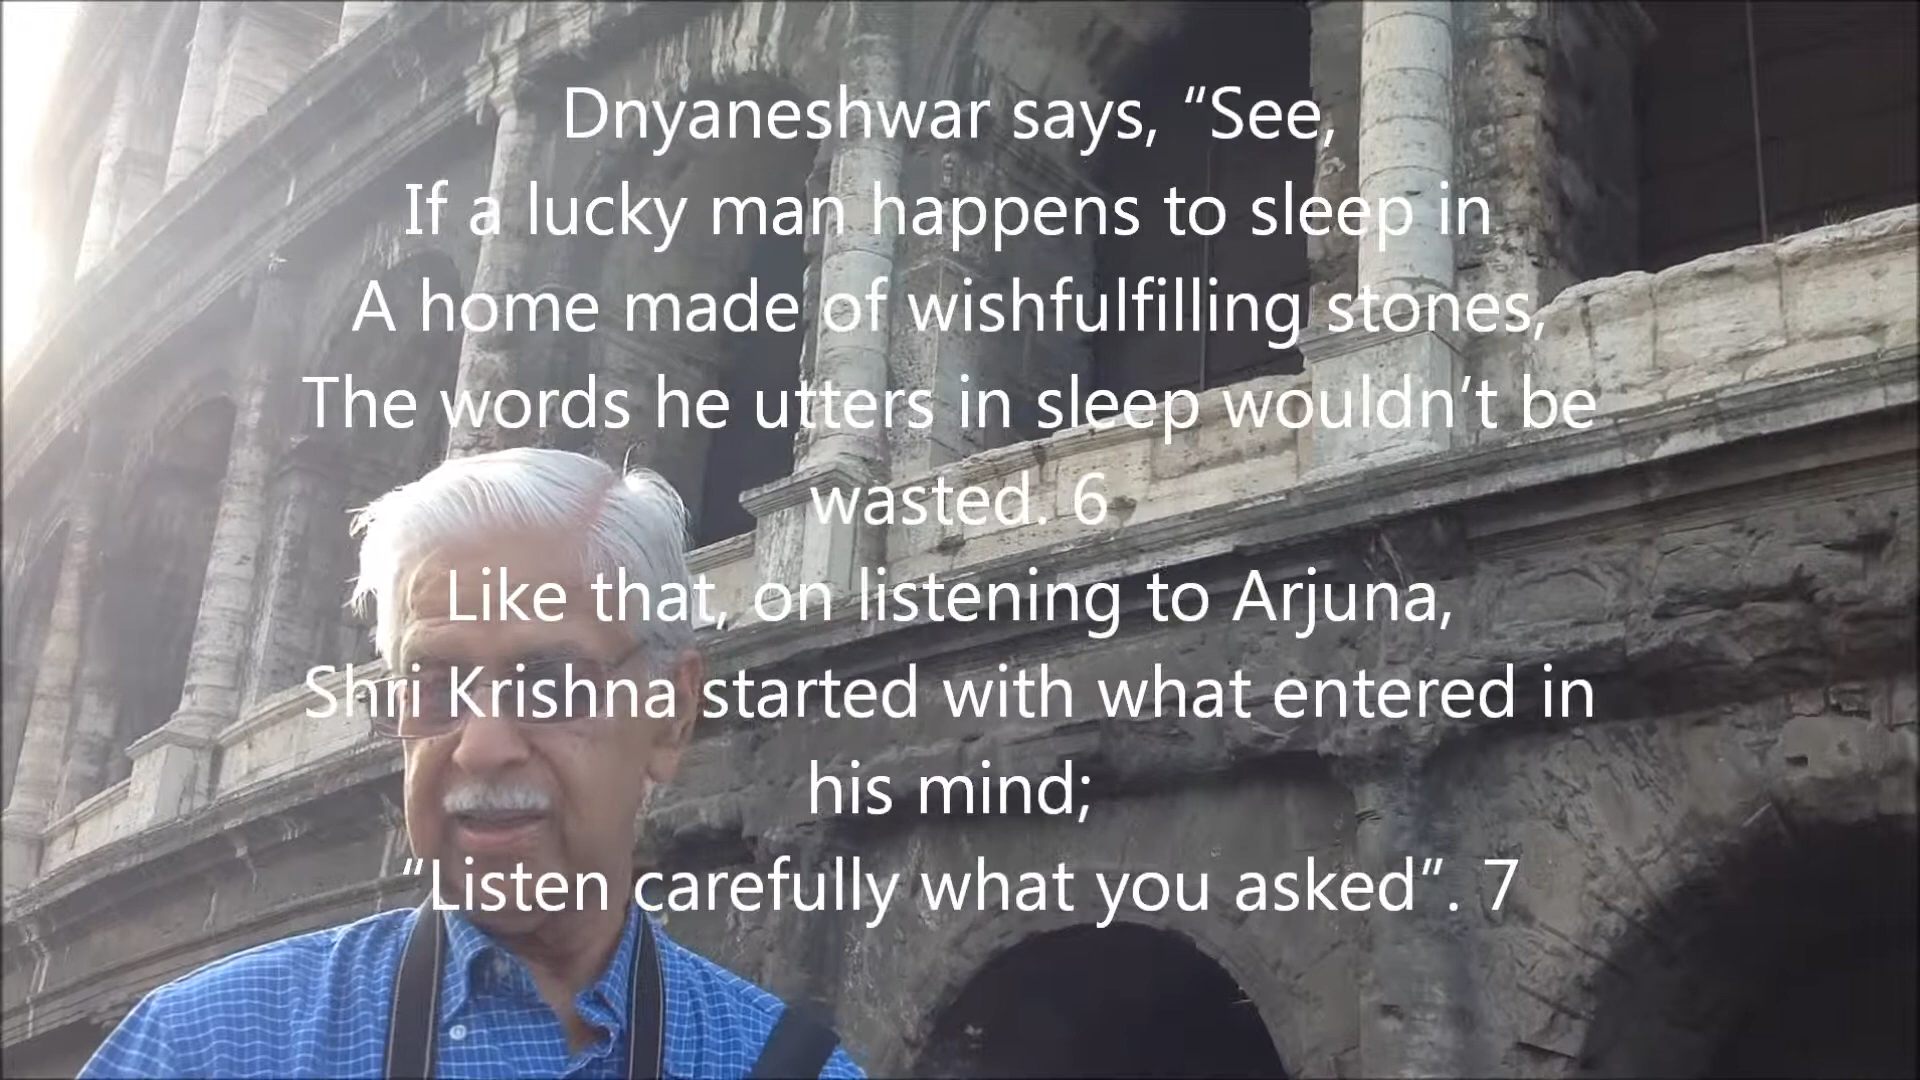 Dnyaneshwar says, “See,
If a lucky man happens to sleep in
A home made of wishfulfilling stones,
The words he utters in sleep wouldn’t be
wasted. 6
Like that, on listening to Arjuna,
Shri Krishna started with what entered in
his mind;
“Listen carefully what you asked”. 7